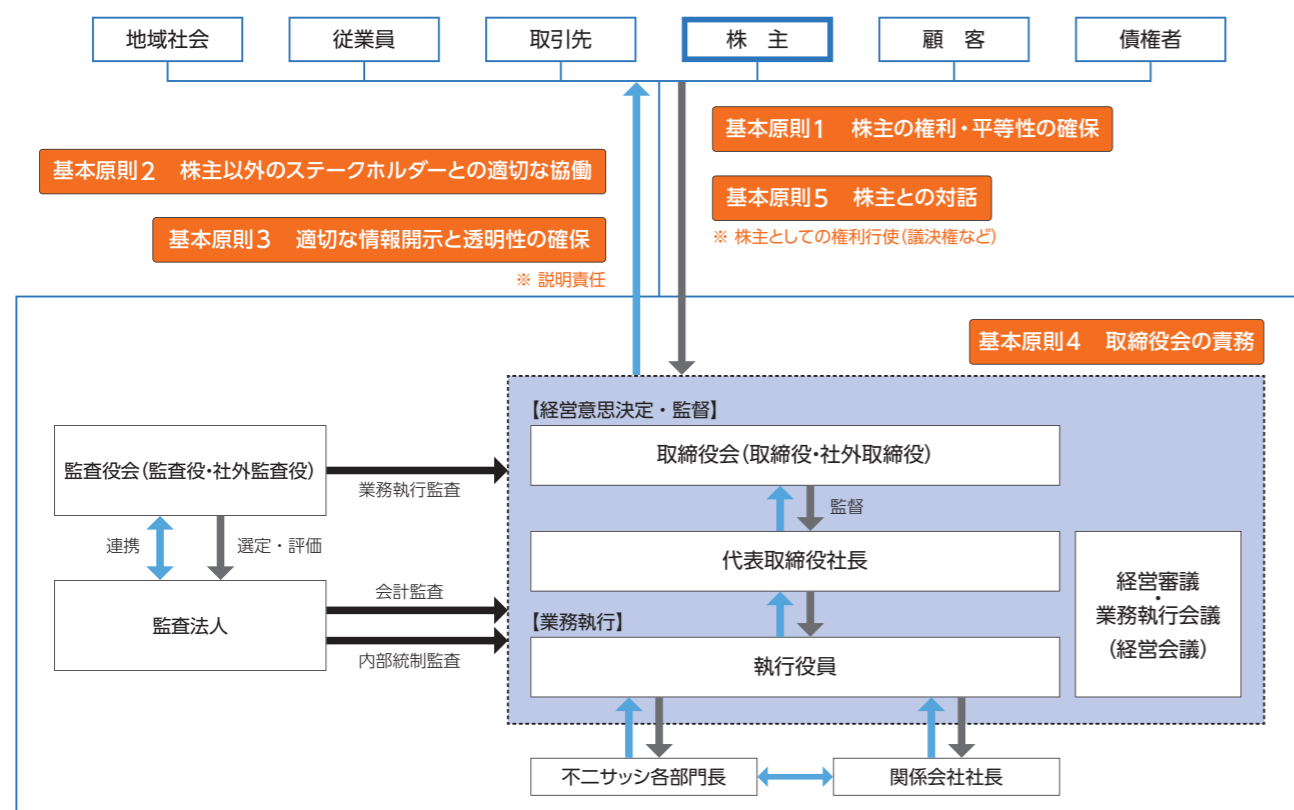 地域社会
従業員
取引先
株 主
顧 客
債権者
基本原則1 株主の権利・平等性の確保
基本原則2 株主以外のステークホルダーとの適切な協働
基本原則5 株主との対話
※ 株主としての権利行使(議決権など)
基本原則3 適切な情報開示と透明性の確保
※ 説明責任
基本原則4 取締役会の責務
【経営意思決定・監督】
取締役会(取締役・社外取締役)
監査役会(監査役・社外監査役)
業務執行監査
監督
連携
選定・評価
代表取締役社長
会計監査
監査法人
内部統制監査
【業務執行】
執行役員
経営審議
・
業務執行会議
(経営会議)
不二サッシ各部門長
関係会社社長